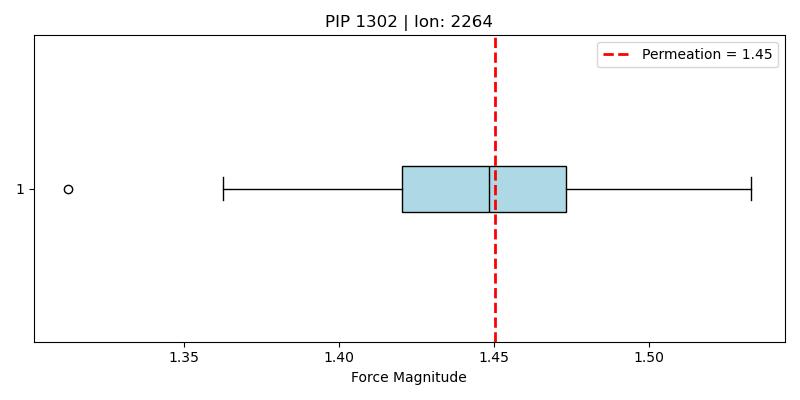 PIP 1302 | Ion: 2264
Permeation = 1.45
1
1.35 1.40 1.45 1.50
Force Magnitude